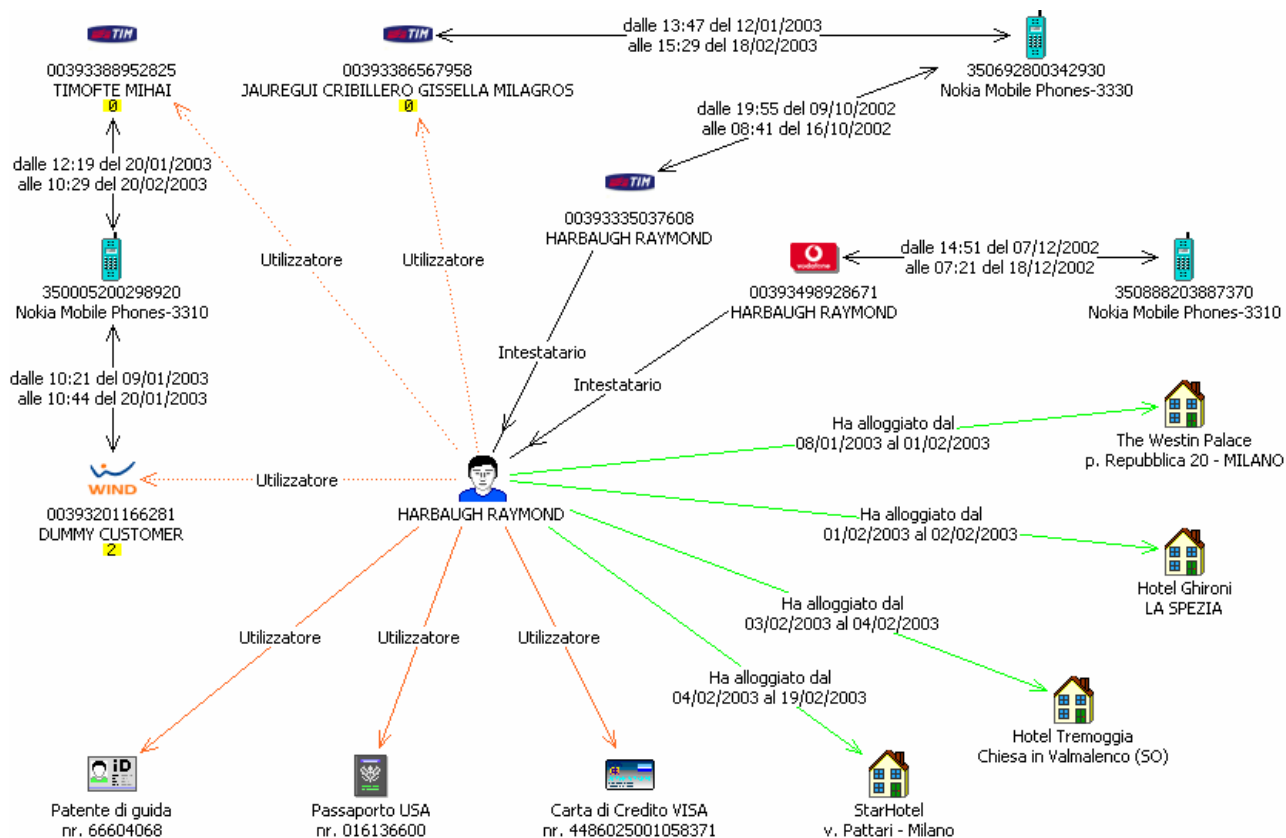 TIM
00393388952825
TIMOFTE MIHAI
0
TIM
00393386567958
JAUREGUI CRIBILLERO GISSELLA MILAGROS
0
dalle 13:47 del 12/01/2003
alle 15:29 del 18/02/2003
350692800342930
Nokia Mobile Phones-3330
dalle 19:55 del 09/10/2002
alle 08:41 del 16/10/2002
dalle 12:19 del 20/01/2003
alle 10:29 del 20/02/2003
TIM
00393335037608
HARBAUGH RAYMOND
Utilizzatore
Utilizzatore
350005200298920
Nokia Mobile Phones-3310
vodafone
00393498928671
HARBAUGH RAYMOND
dalle 14:51 del 07/12/2002
alle 07:21 del 18/12/2002
350888203887370
Nokia Mobile Phones-3310
Intestatario
Intestatario
dalle 10:21 del 09/01/2003
alle 10:44 del 20/01/2003
WIND
00393201166281
DUMMY CUSTOMER
2
Utilizzatore
HARBAUGH RAYMOND
Ha alloggiato dal
08/01/2003 al 01/02/2003
The Westin Palace
p. Repubblica 20 - MILANO
Ha alloggiato dal
01/02/2003 al 02/02/2003
Hotel Ghironi
LA SPEZIA
Ha alloggiato dal
03/02/2003 al 04/02/2003
Hotel Tremoggia
Chiesa in Valmalenco (SO)
Ha alloggiato dal
04/02/2003 al 19/02/2003
StarHotel
v. Pattari - Milano
Utilizzatore
Utilizzatore
Utilizzatore
iD
Patente di guida
nr. 66604068
Passaporto USA
nr. 016136600
Carta di Credito VISA
nr. 4486025001058371